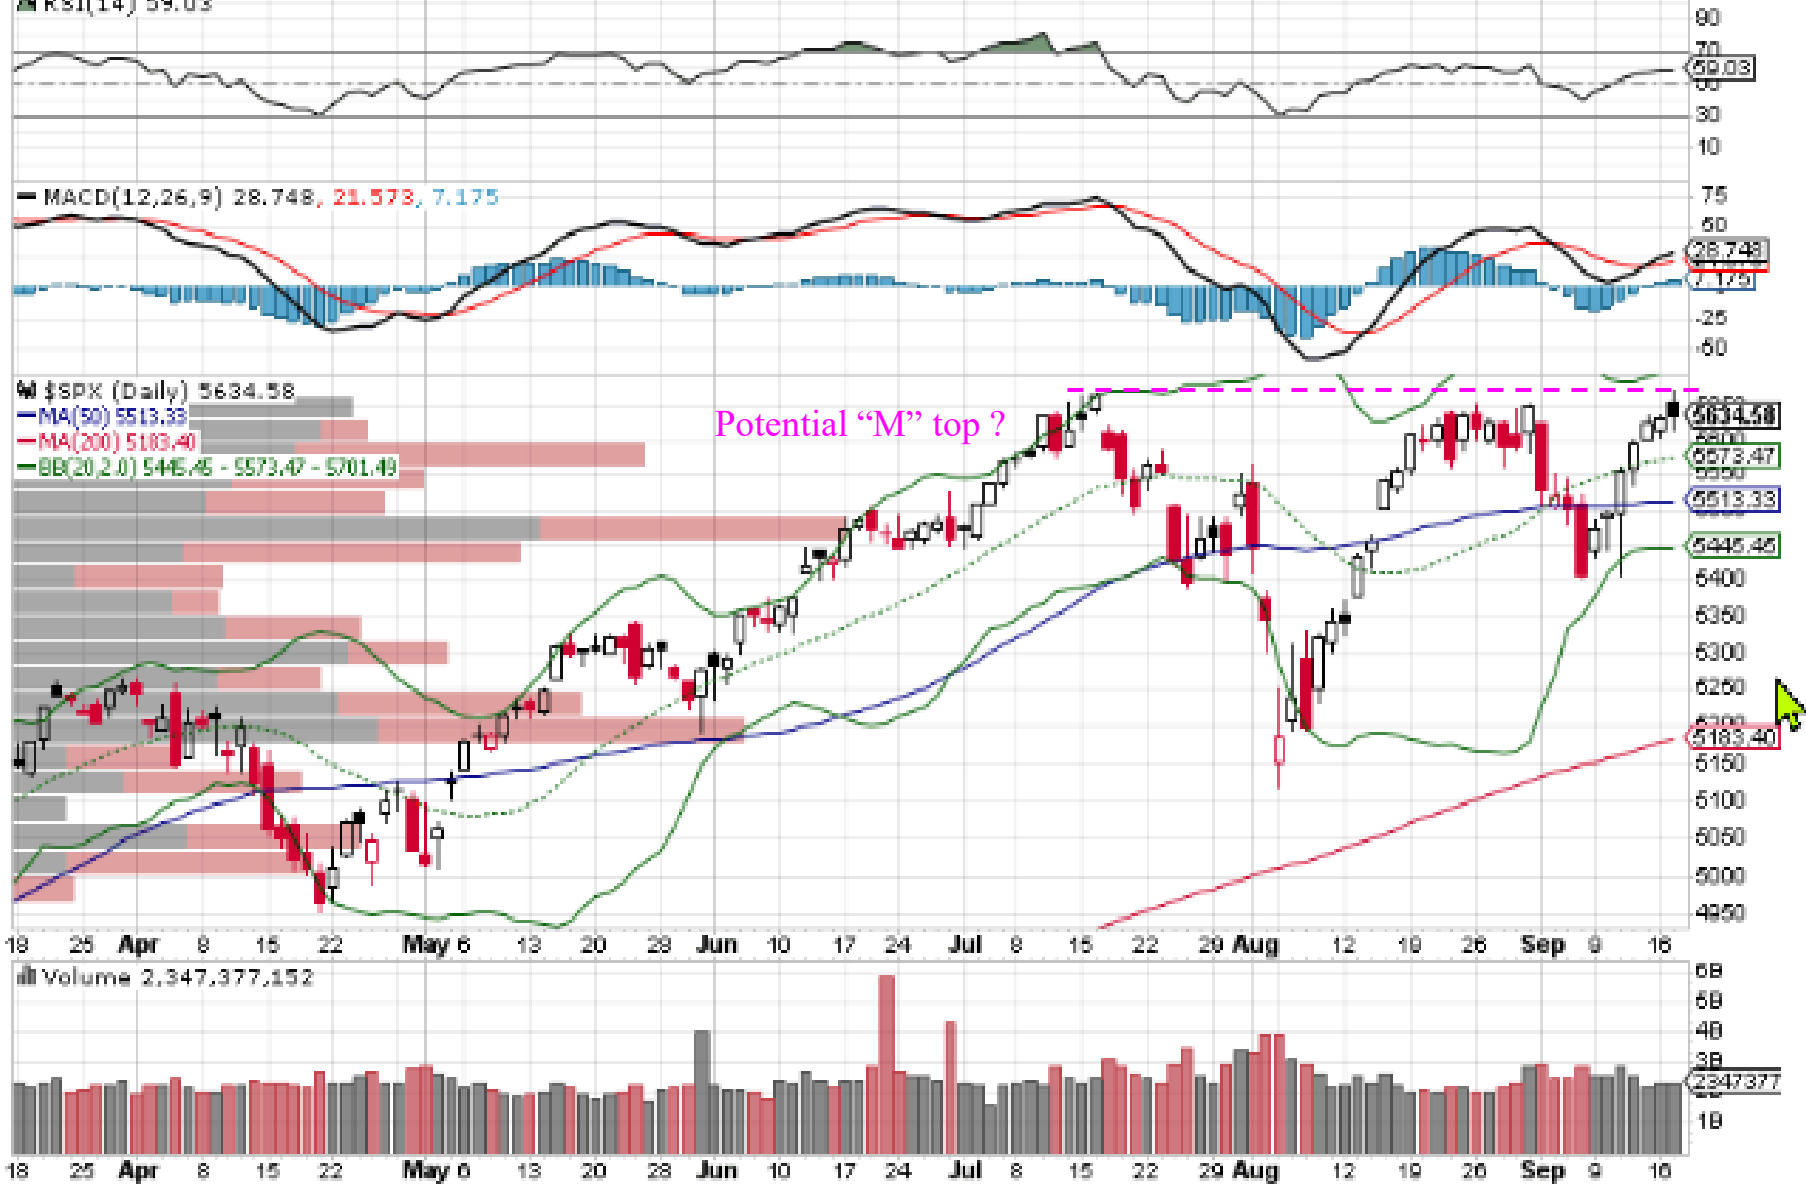 RSI(14) 59.03
90
70
59.03
50
30
10
MACD(12,26,9) 28.748, 21.573, 7.175
75
50
28.748
7.175
-25
-50
$SPX (Daily) 5634.58
MA(50) 5513.33
MA(200) 5183.40
BB(20,2.0) 5445.45 - 5573.47 - 5701.49
Potential “M” top ?
5634.58
5600
5573.47
5550
5513.33
5445.45
5400
5350
5300
5250
5200
5183.40
5150
5100
5050
5000
4950
18 25 Apr 8 15 22 May 6 13 20 28 Jun 10 17 24 Jul 8 15 22 29 Aug 12 19 26 Sep 9 16
Volume 2,347,377,152
6B
5B
4B
3B
2347377
1B
18 25 Apr 8 15 22 May 6 13 20 28 Jun 10 17 24 Jul 8 15 22 29 Aug 12 19 26 Sep 9 16